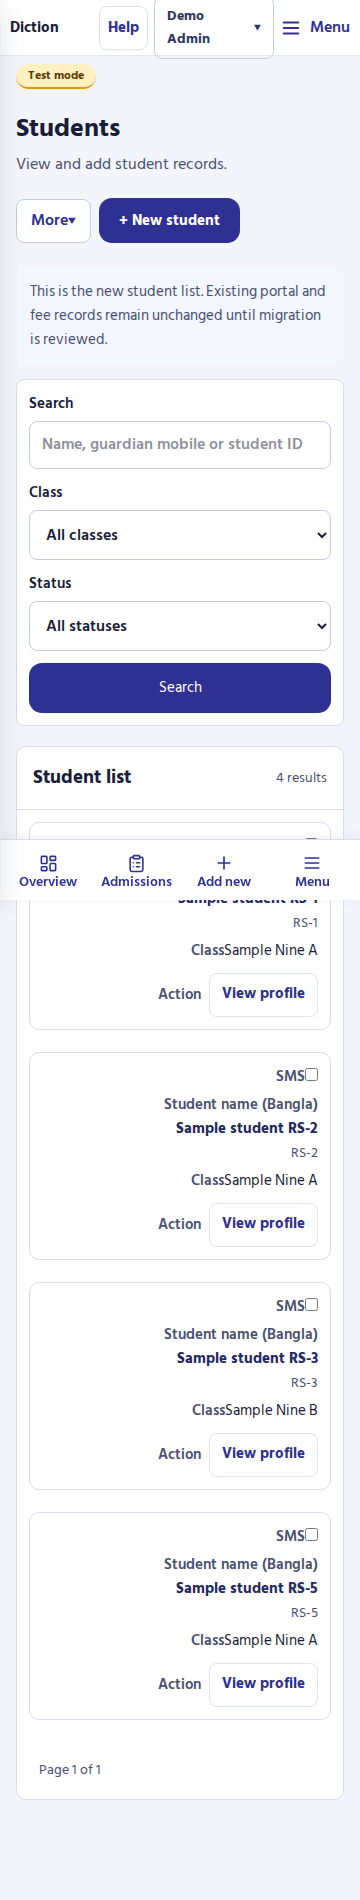 Diction
Help
Demo
Admin
▾
Menu
Test mode
Students
View and add student records.
More▾
+ New student
This is the new student list. Existing portal and
fee records remain unchanged until migration
is reviewed.
Search
Name, guardian mobile or student ID
Class
All classes
Status
All statuses
Search
Student list
4 results
Overview
Admissions
Add new
Menu
RS-1
ClassSample Nine A
Action
View profile
SMS
Student name (Bangla)
Sample student RS-2
RS-2
ClassSample Nine A
Action
View profile
SMS
Student name (Bangla)
Sample student RS-3
RS-3
ClassSample Nine B
Action
View profile
SMS
Student name (Bangla)
Sample student RS-5
RS-5
ClassSample Nine A
Action
View profile
Page 1 of 1